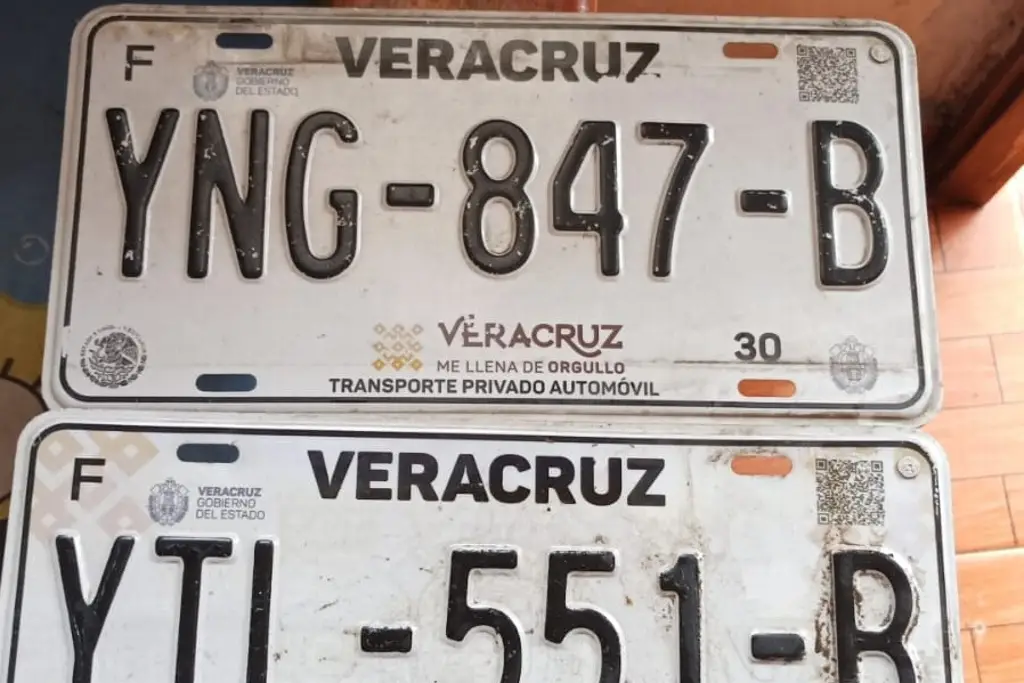 F
VERACRUZ
VERACRUZ
GOBIERNO
DEL ESTADO
YNG-847-B
VERACRUZ
ME LLENA DE ORGULLO
30
TRANSPORTE PRIVADO AUTOMÓVIL
F
VERACRUZ
VERACRUZ
GOBIERNO
DEL ESTADO
YTL-551-B